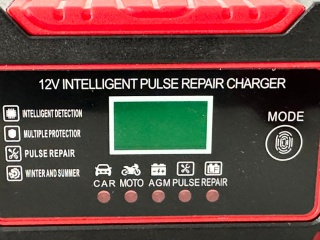 12V INTELLIGENT PULSE REPAIR CHARGER
INTELLIGENT DETECTION
MULTIPLE PROTECTIOR
PULSE REPAIR
WINTER AND SUMMER
MODE
CAR MOTO AGM PULSE REPAIR